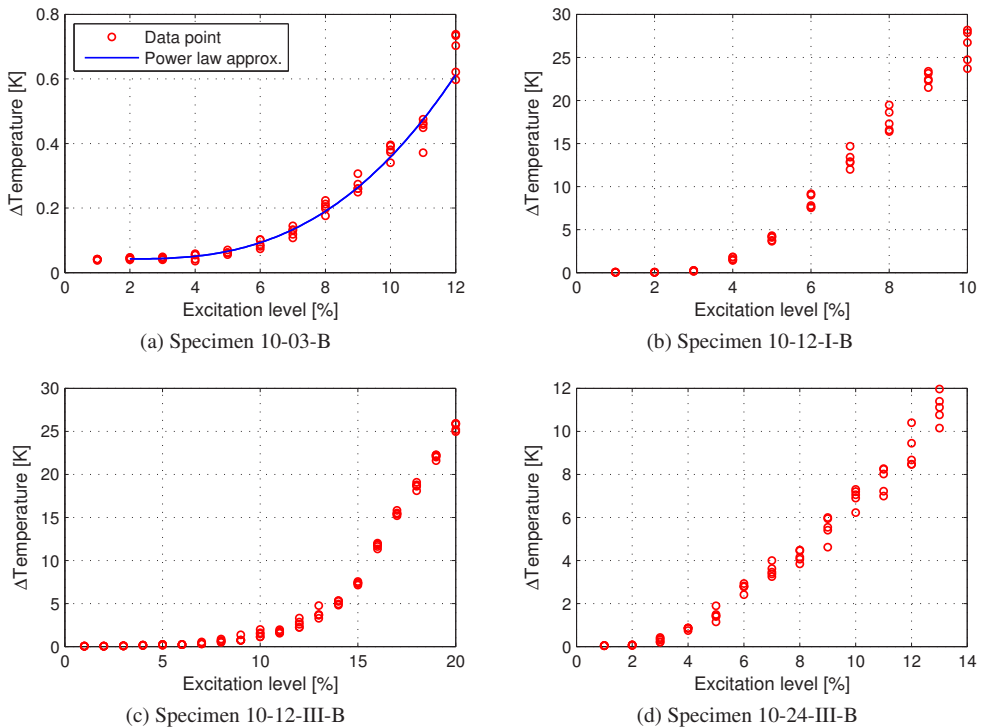 0.8
0.6
0.4
0.2
0
0 2 4 6 8 10 12
ΔTemperature [K]
Excitation level [%]
Data point
Power law approx.
(a) Specimen 10-03-B
30
25
20
15
10
5
0
0 2 4 6 8 10
ΔTemperature [K]
Excitation level [%]
(b) Specimen 10-12-I-B
30
25
20
15
10
5
0
0 5 10 15 20
ΔTemperature [K]
Excitation level [%]
(c) Specimen 10-12-III-B
12
10
8
6
4
2
0
0 2 4 6 8 10 12 14
ΔTemperature [K]
Excitation level [%]
(d) Specimen 10-24-III-B